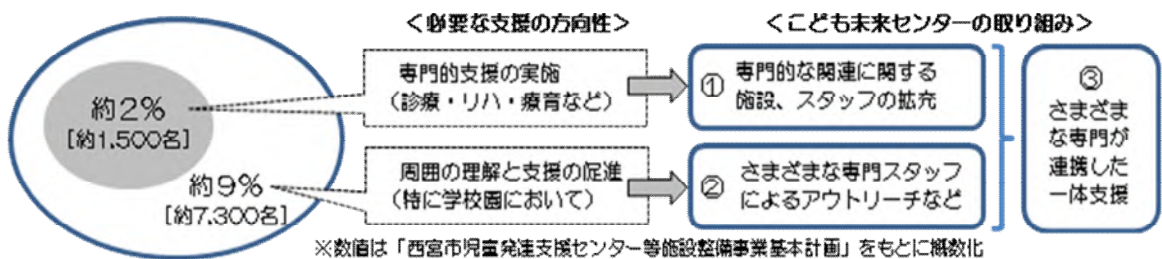 <必要な支援の方向性>
<こども未来センターの取り組み>
約2%
[約1,500名]
約9%
[約7,300名]
専門的支援の実施
(診療・リハ・療育など)
① 専門的な関連に関する
施設、スタッフの拡充
周囲の理解と支援の促進
(特に学校園において)
② さまざまな専門スタッフ
によるアウトリーチなど
③
さまざま
な専門が
連携した
一体支援
※数値は「西宮市児童発達支援センター等施設整備事業基本計画」をもとに概数化